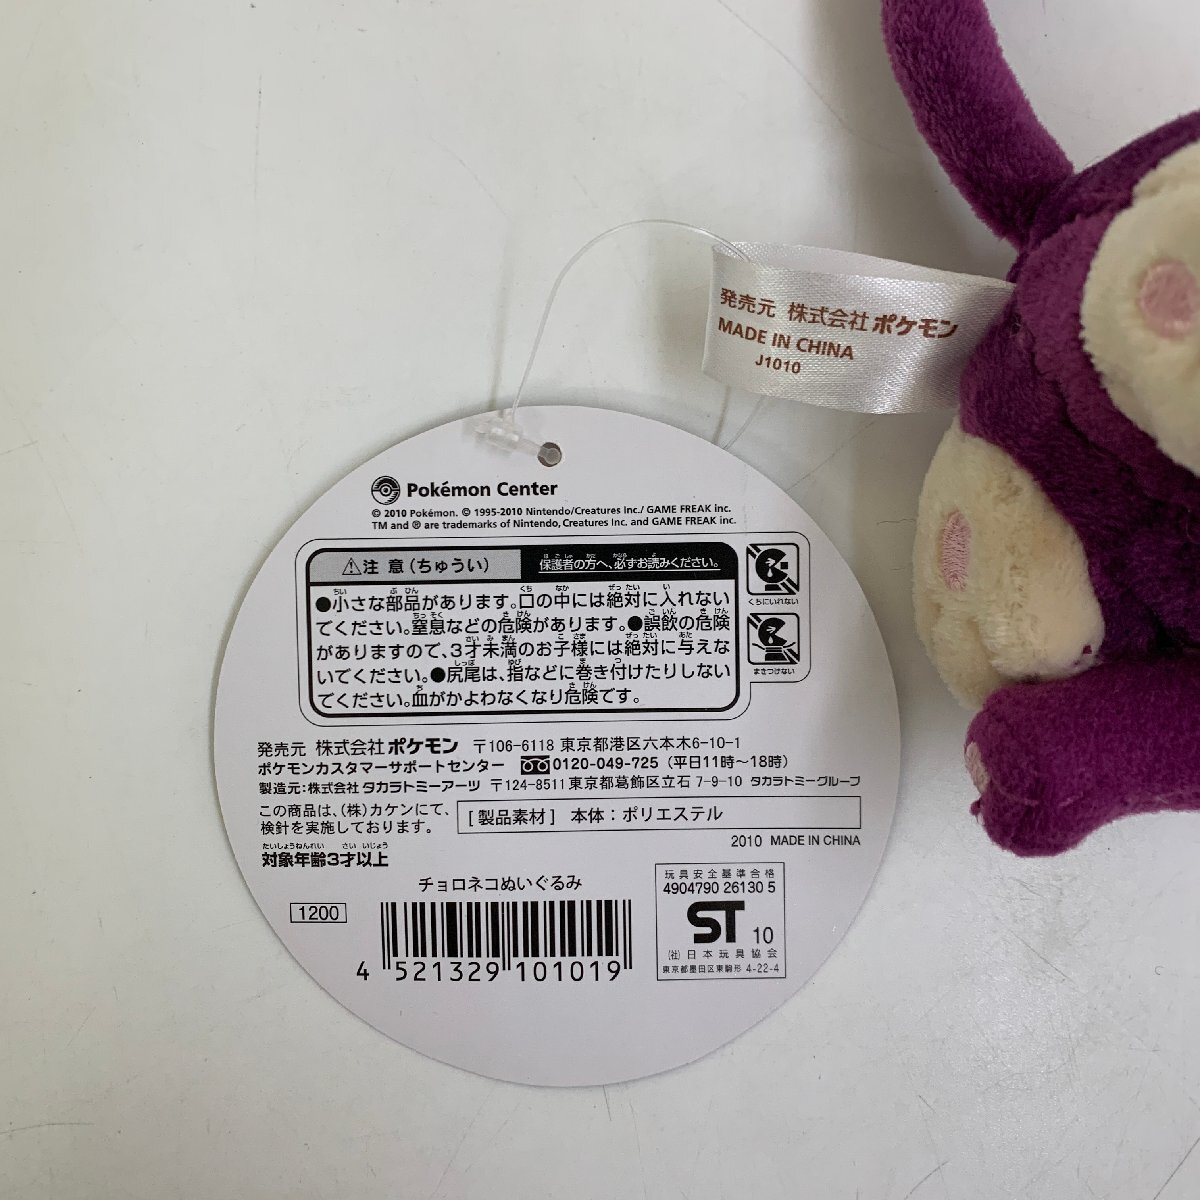 発売元 株式会社ポケモン
MADE IN CHINA
J1010
Pokémon Center
© 2010 Pokémon. © 1995-2010 Nintendo/Creatures Inc./ GAME FREAK inc.
TM and ® are trademarks of Nintendo, Creatures Inc. and GAME FREAK inc.
⚠注 意(ちゅうい) 保護者の方へ、必ずお読みください。
●小さな部品があります。口の中には絶対に入れない
でください。窒息などの危険があります。●誤飲の危険
がありますので、3才未満のお子様には絶対に与えな
いでください。●尻尾は、指などに巻き付けたりしない
でください。血がかよわなくなり危険です。
くちにいれない
まきつけない
発売元 株式会社ポケモン 〒106-6118 東京都港区六本木6-10-1
ポケモンカスタマーサポートセンター 0120-049-725 (平日11時～18時)
製造元:株式会社 タカラトミーアーツ 〒124-8511 東京都葛飾区立石 7-9-10 タカラトミーグループ
この商品は、(株)カケンにて、
検針を実施しております。
[製品素材] 本体:ポリエステル
2010 MADE IN CHINA
たいしょうねんれい さい いじょう
対象年齢3才以上
チョロネコぬいぐるみ
1200
4 521329 101019
玩具安全基準合格
4904790 26130 5
ST 10
(社)日本玩具協会
東京都墨田区東駒形 4-22-4